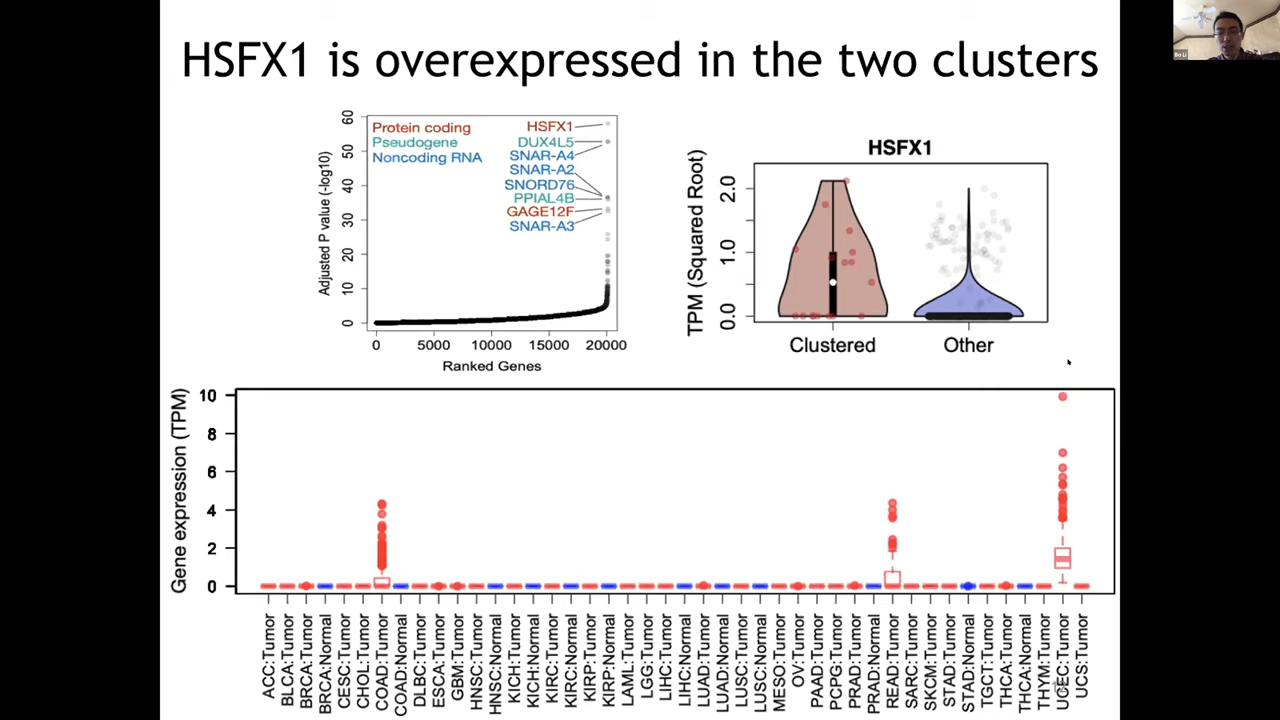 HSFX1 is overexpressed in the two clusters
Bo Li
Adjusted P value (-log10)
60
50
40
30
20
10
0
Protein coding
Pseudogene
Noncoding RNA
HSFX1
DUX4L5
SNAR-A4
SNAR-A2
SNORD76
PPIAL4B
GAGE12F
SNAR-A3
0 5000 10000 15000 20000
Ranked Genes
HSFX1
TPM (Squared Root)
2.0
1.0
0.0
Clustered Other
Gene expression (TPM)
10
8
6
4
2
0
ACC:Tumor
BLCA:Tumor
BRCA:Tumor
BRCA:Normal
CESC:Tumor
CHOL:Tumor
COAD:Tumor
COAD:Normal
DLBC:Tumor
ESCA:Tumor
GBM:Tumor
HNSC:Tumor
HNSC:Normal
KICH:Tumor
KICH:Normal
KIRC:Tumor
KIRC:Normal
KIRP:Tumor
KIRP:Normal
LAML:Tumor
LGG:Tumor
LIHC:Tumor
LIHC:Normal
LUAD:Tumor
LUAD:Normal
LUSC:Tumor
LUSC:Normal
MESO:Tumor
OV:Tumor
PAAD:Tumor
PCPG:Tumor
PRAD:Tumor
PRAD:Normal
READ:Tumor
SARC:Tumor
SKCM:Tumor
STAD:Tumor
STAD:Normal
TGCT:Tumor
THCA:Tumor
THCA:Normal
THYM:Tumor
UCEC:Tumor
UCS:Tumor